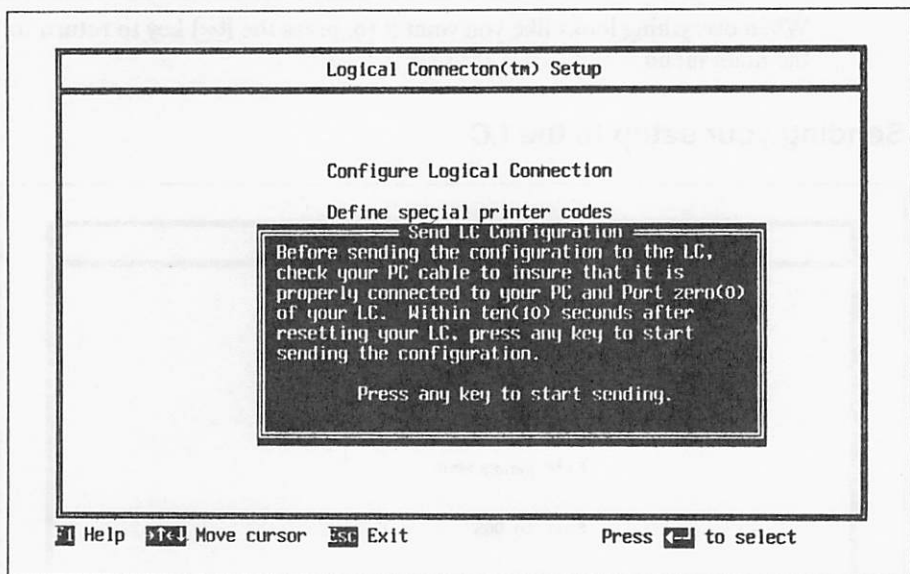 Logical Connecton(tm) Setup
Configure Logical Connection
Define special printer codes
Send LC Configuration
Before sending the configuration to the LC,
check your PC cable to insure that it is
properly connected to your PC and Port zero(0)
of your LC. Within ten(10) seconds after
resetting your LC, press any key to start
sending the configuration.
Press any key to start sending.
F1 Help Move cursor Esc Exit Press to select